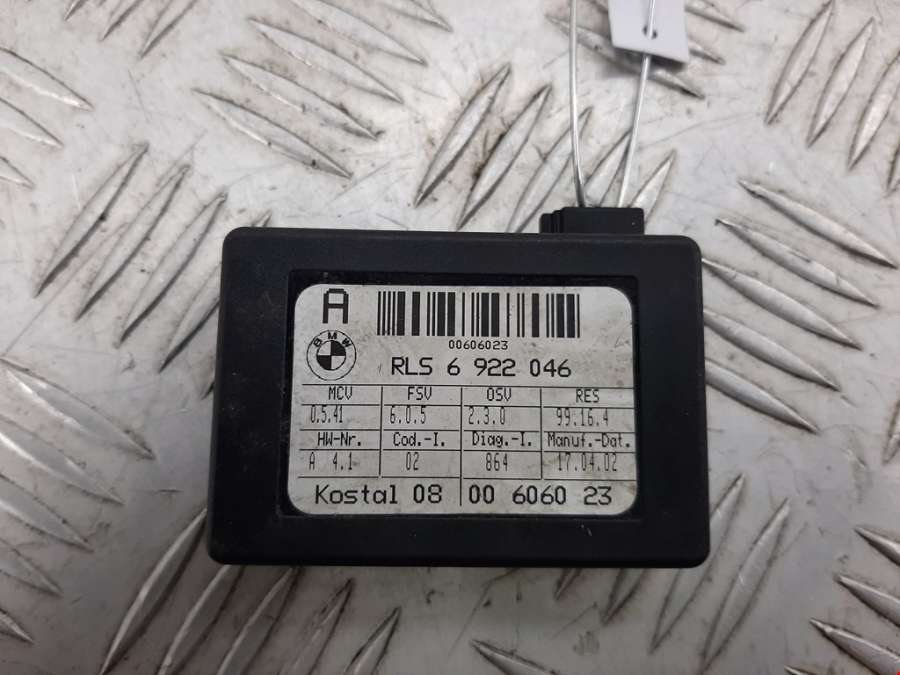 A
00606023
BMW
RLS 6 922 046
MCV FSV OSV RES
0.5.41 6.0.5 2.3.0 99.16.4
HW-Nr. Cod.-I. Diag.-I. Manuf.-Dat.
A 4.1 02 864 17.04.02
Kostal 08 00 6060 23